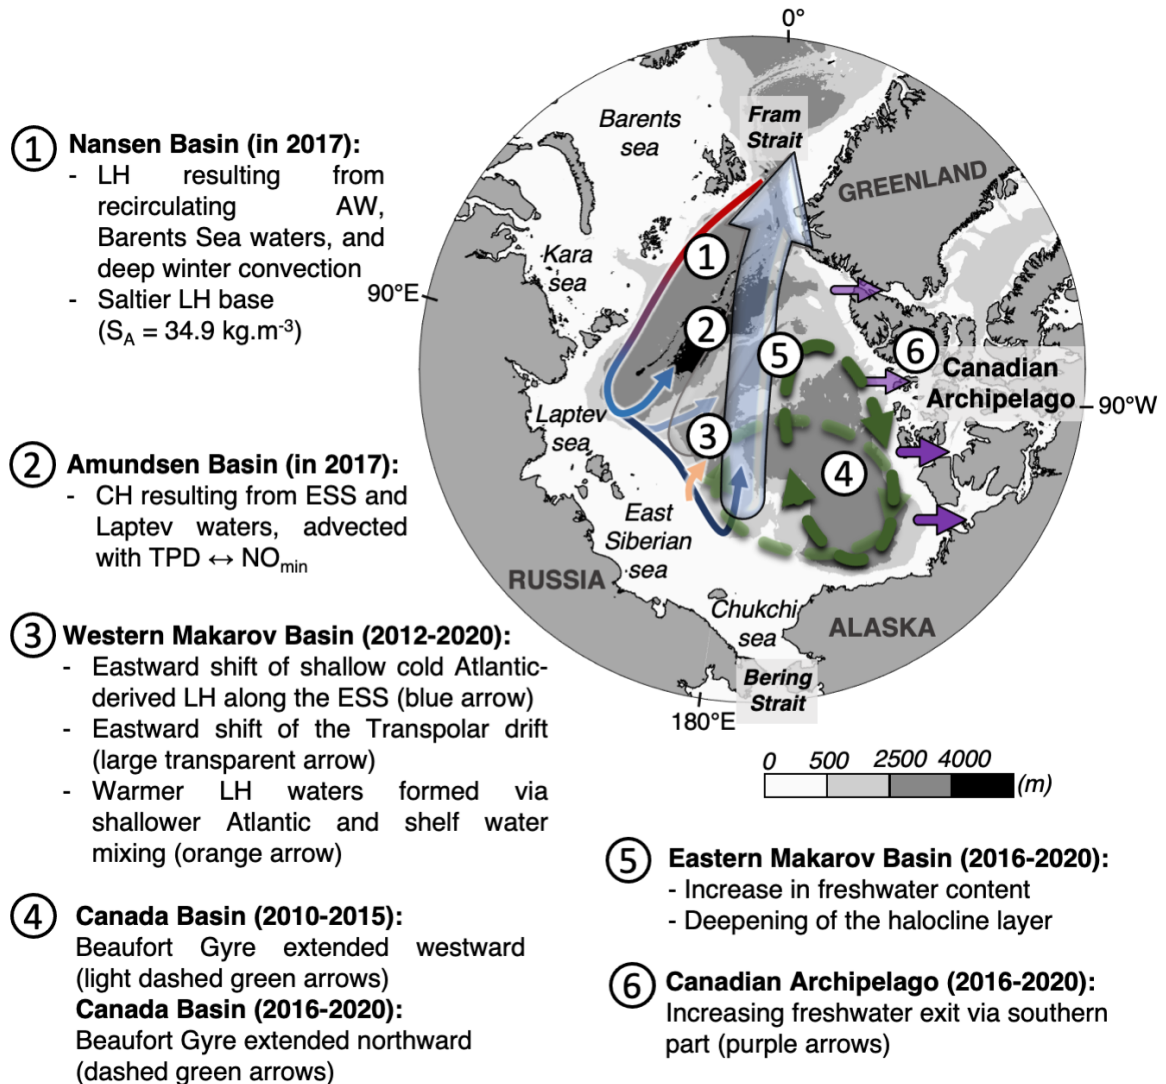 0°
Barents
sea
Fram
Strait
GREENLAND
1
Nansen Basin (in 2017):
- LH resulting from
recirculating AW,
Barents Sea waters, and
deep winter convection
- Saltier LH base
(S_A = 34.9 kg.m⁻³)
Kara
sea
90°E
1
2
5
6
Canadian
Archipelago
90°W
Laptev
sea
3
4
2
Amundsen Basin (in 2017):
- CH resulting from ESS and
Laptev waters, advected
with TPD ↔ NO_min
East
Siberian
sea
RUSSIA
Chukchi
sea
ALASKA
Bering
Strait
180°E
3
Western Makarov Basin (2012-2020):
- Eastward shift of shallow cold Atlantic-
derived LH along the ESS (blue arrow)
- Eastward shift of the Transpolar drift
(large transparent arrow)
- Warmer LH waters formed via
shallower Atlantic and shelf water
mixing (orange arrow)
0 500 2500 4000
(m)
4
Canada Basin (2010-2015):
Beaufort Gyre extended westward
(light dashed green arrows)
Canada Basin (2016-2020):
Beaufort Gyre extended northward
(dashed green arrows)
5
Eastern Makarov Basin (2016-2020):
- Increase in freshwater content
- Deepening of the halocline layer
6
Canadian Archipelago (2016-2020):
Increasing freshwater exit via southern
part (purple arrows)